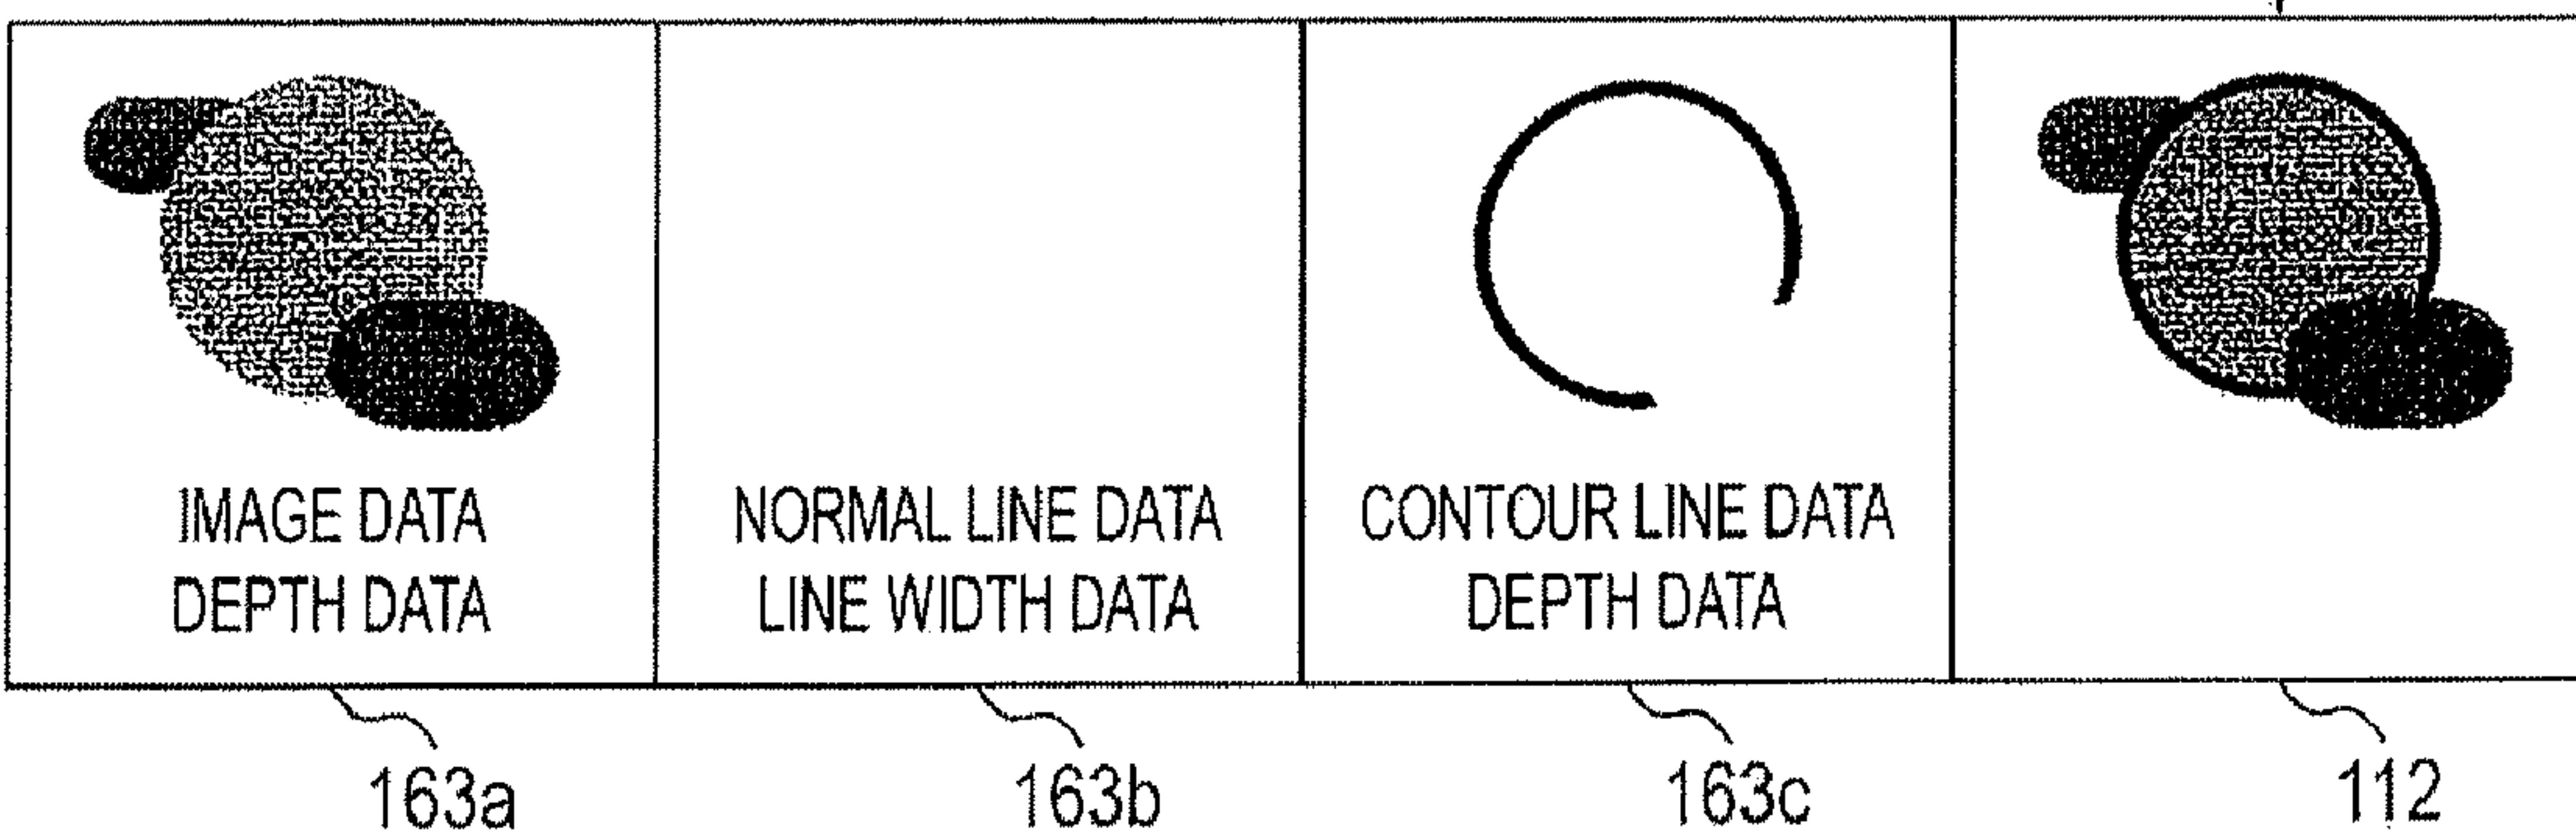 IMAGE DATA
DEPTH DATA
NORMAL LINE DATA
LINE WIDTH DATA
CONTOUR LINE DATA
DEPTH DATA
163a
163b
163c
112